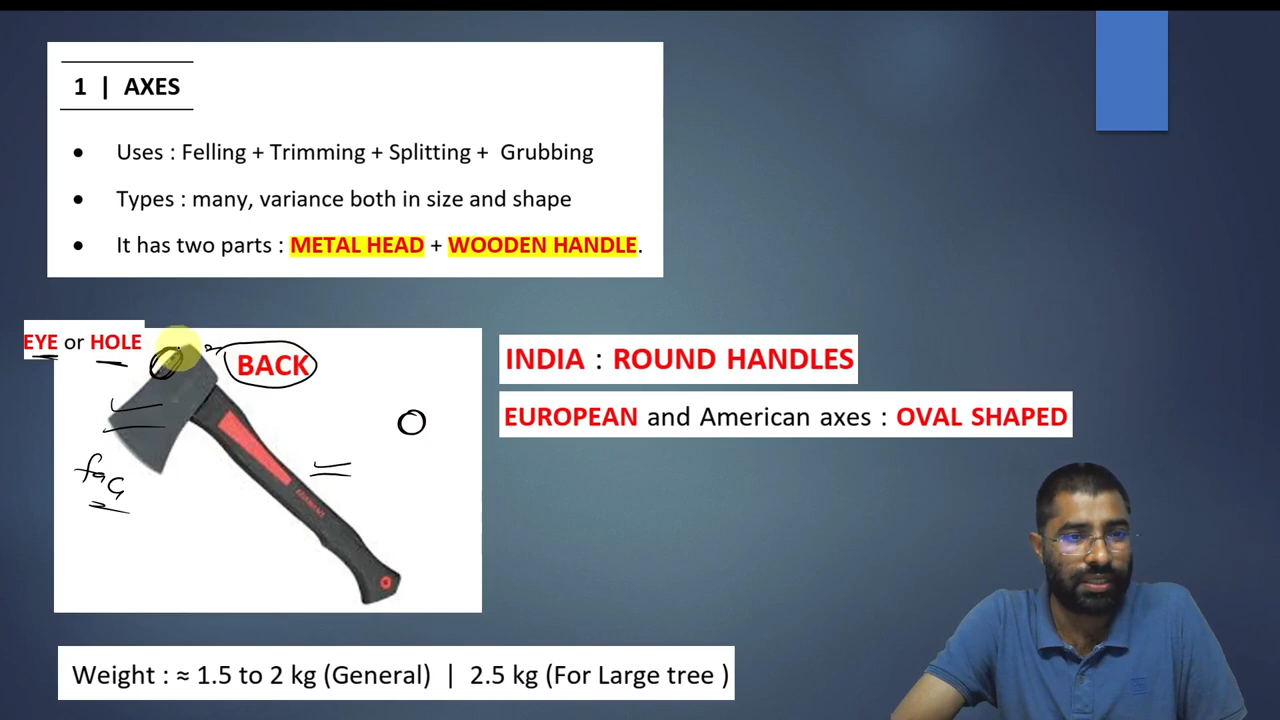 1 | AXES
• Uses : Felling + Trimming + Splitting + Grubbing
• Types : many, variance both in size and shape
• It has two parts : METAL HEAD + WOODEN HANDLE.
EYE or HOLE
BACK
INDIA : ROUND HANDLES
EUROPEAN and American axes : OVAL SHAPED
Weight : ≈ 1.5 to 2 kg (General) | 2.5 kg (For Large tree )